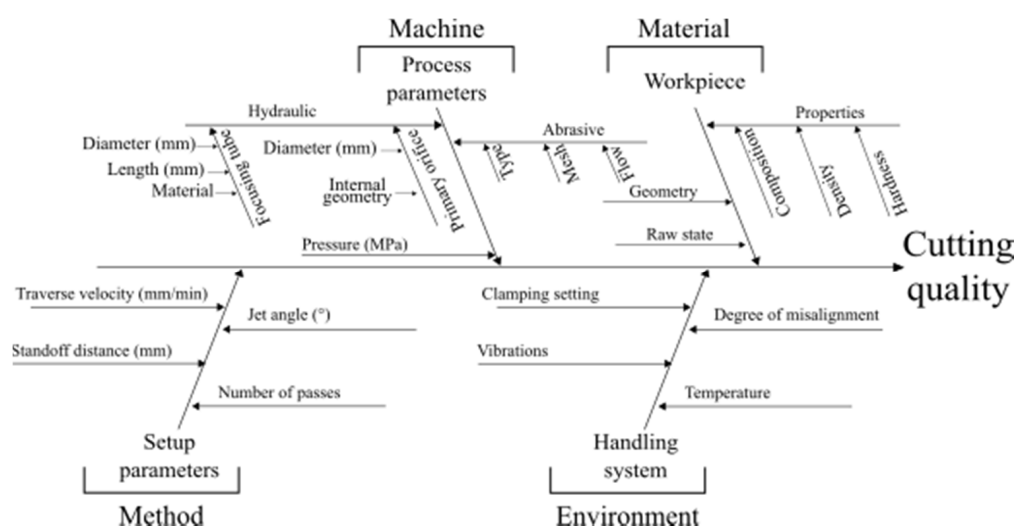 Machine
Material
Process
parameters
Workpiece
Hydraulic
Abrasive
Properties
Diameter (mm)
Length (mm)
Material
Focusing tube
Diameter (mm)
Internal
geometry
Primary orifice
Type
Mesh
Flow
Geometry
Composition
Density
Hardness
Pressure (MPa)
Raw state
Cutting
quality
Traverse velocity (mm/min)
Jet angle (°)
Standoff distance (mm)
Number of passes
Clamping setting
Degree of misalignment
Vibrations
Temperature
Setup
parameters
Handling
system
Method
Environment